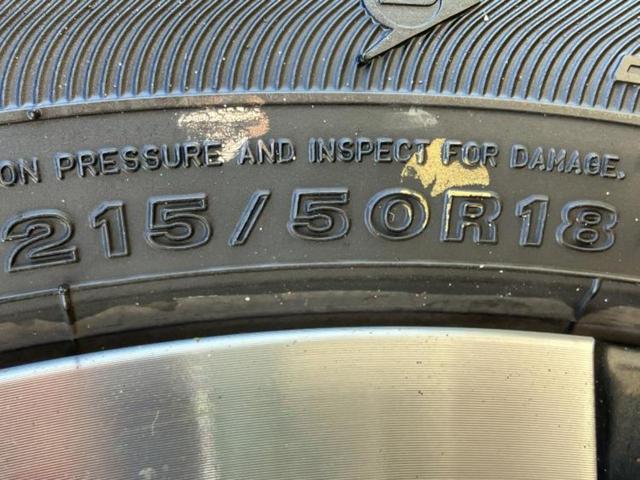 ON PRESSURE AND INSPECT FOR DAMAGE.
215/50R18